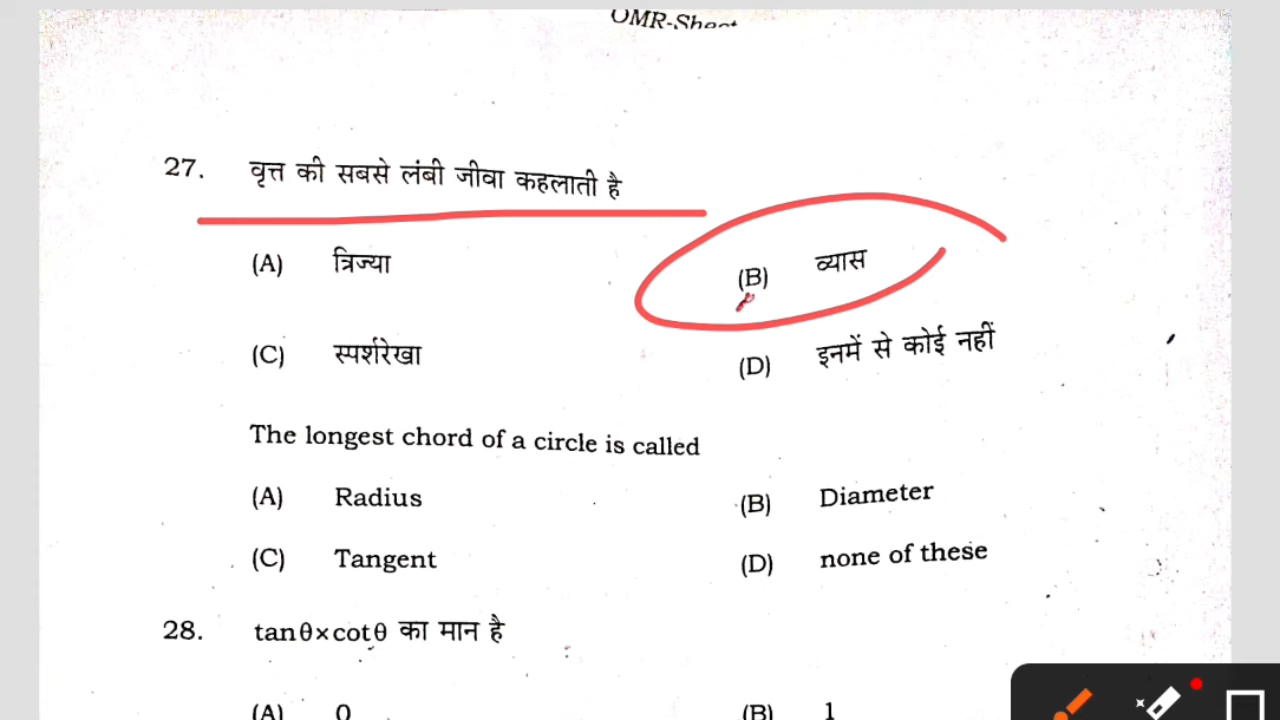 OMR-Sheet
27. वृत्त की सबसे लंबी जीवा कहलाती है
(A) त्रिज्या (B) व्यास
(C) स्पर्शरेखा (D) इनमें से कोई नहीं
The longest chord of a circle is called
(A) Radius (B) Diameter
(C) Tangent (D) none of these
28. tanθ×cotθ का मान है
(A) 0 (B) 1